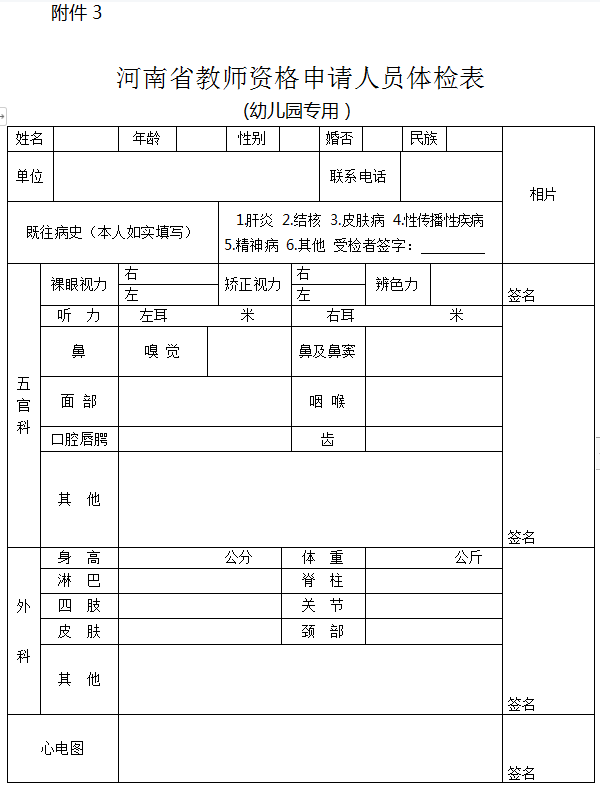 附件 3
河南省教师资格申请人员体检表
(幼儿园专用)
姓名 年龄 性别 婚否 民族
单位 联系电话 相片
既往病史（本人如实填写） 1.肝炎 2.结核 3.皮肤病 4.性传播性疾病
5.精神病 6.其他 受检者签字：
五官科 裸眼视力 右 左 矫正视力 右 左 辨色力 签名
听 力 左耳 米 右耳 米
鼻 嗅 觉 鼻及鼻窦
面 部 咽 喉
口腔唇腭 齿
其 他 签名
外科 身 高 公分 体 重 公斤
淋 巴 脊 柱
四 肢 关 节
皮 肤 颈 部
其 他 签名
心电图 签名